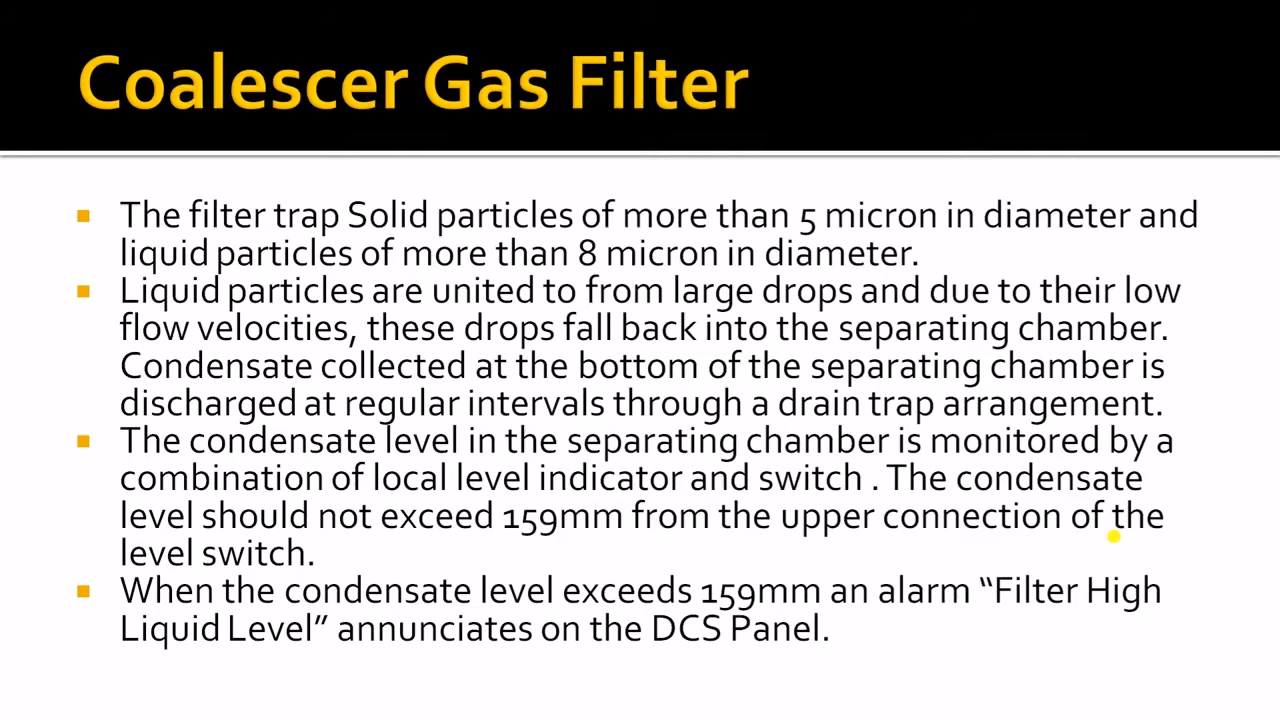 Coalescer Gas Filter
The filter trap Solid particles of more than 5 micron in diameter and
liquid particles of more than 8 micron in diameter.
Liquid particles are united to from large drops and due to their low
flow velocities, these drops fall back into the separating chamber.
Condensate collected at the bottom of the separating chamber is
discharged at regular intervals through a drain trap arrangement.
The condensate level in the separating chamber is monitored by a
combination of local level indicator and switch . The condensate
level should not exceed 159mm from the upper connection of the
level switch.
When the condensate level exceeds 159mm an alarm “Filter High
Liquid Level” annunciates on the DCS Panel.